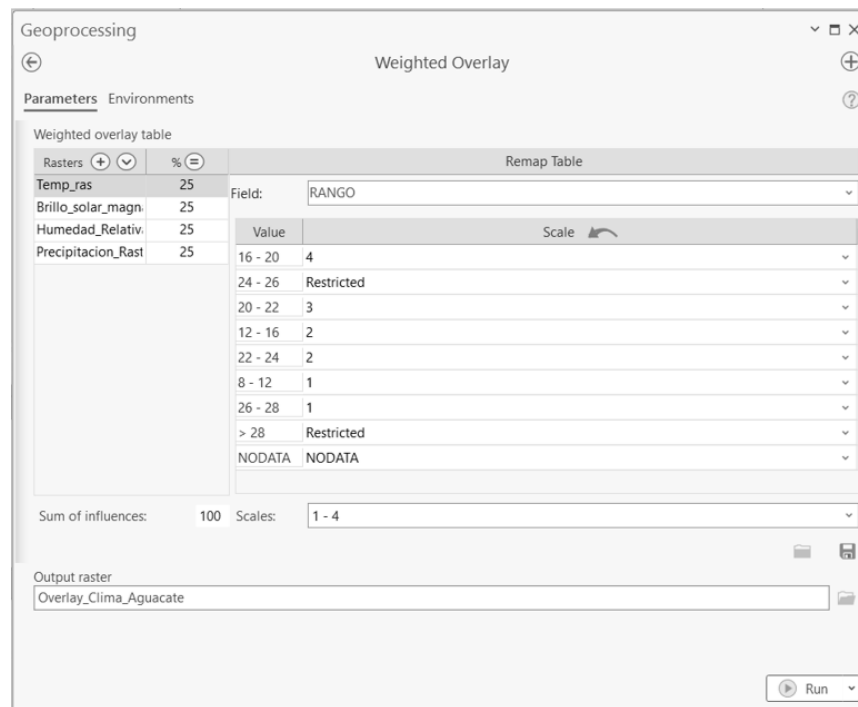 Geoprocessing
Weighted Overlay
Parameters Environments
Weighted overlay table
Rasters %
Remap Table
Temp_ras 25
Brillo_solar_magn 25
Humedad_Relativ 25
Precipitacion_Rast 25
Field: RANGO
Value Scale
16 - 20 4
24 - 26 Restricted
20 - 22 3
12 - 16 2
22 - 24 2
8 - 12 1
26 - 28 1
> 28 Restricted
NODATA NODATA
Sum of influences: 100 Scales: 1 - 4
Output raster
Overlay_Clima_Aguacate
Run